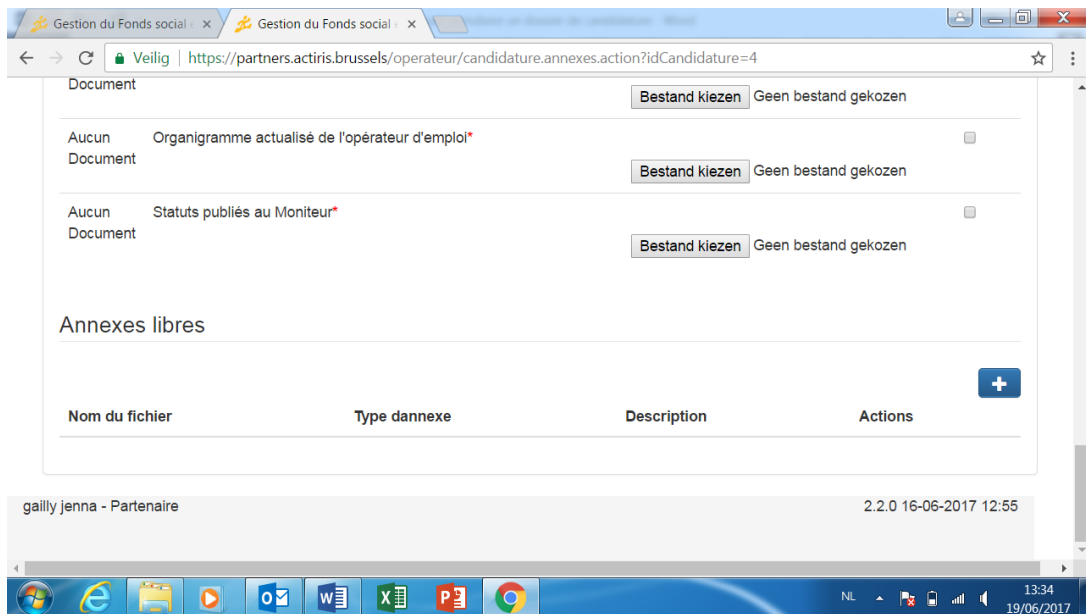 Gestion du Fonds social e
Gestion du Fonds social e
Veilig | https://partners.actiris.brussels/operateur/candidature.annexes.action?idCandidature=4
Document
Bestand kiezen Geen bestand gekozen
Aucun Organigramme actualisé de l'opérateur d'emploi*
Document
Bestand kiezen Geen bestand gekozen
Aucun Statuts publiés au Moniteur*
Document
Bestand kiezen Geen bestand gekozen
Annexes libres
Nom du fichier Type dannexe Description Actions
gailly jenna - Partenaire 2.2.0 16-06-2017 12:55
NL 13:34
19/06/2017